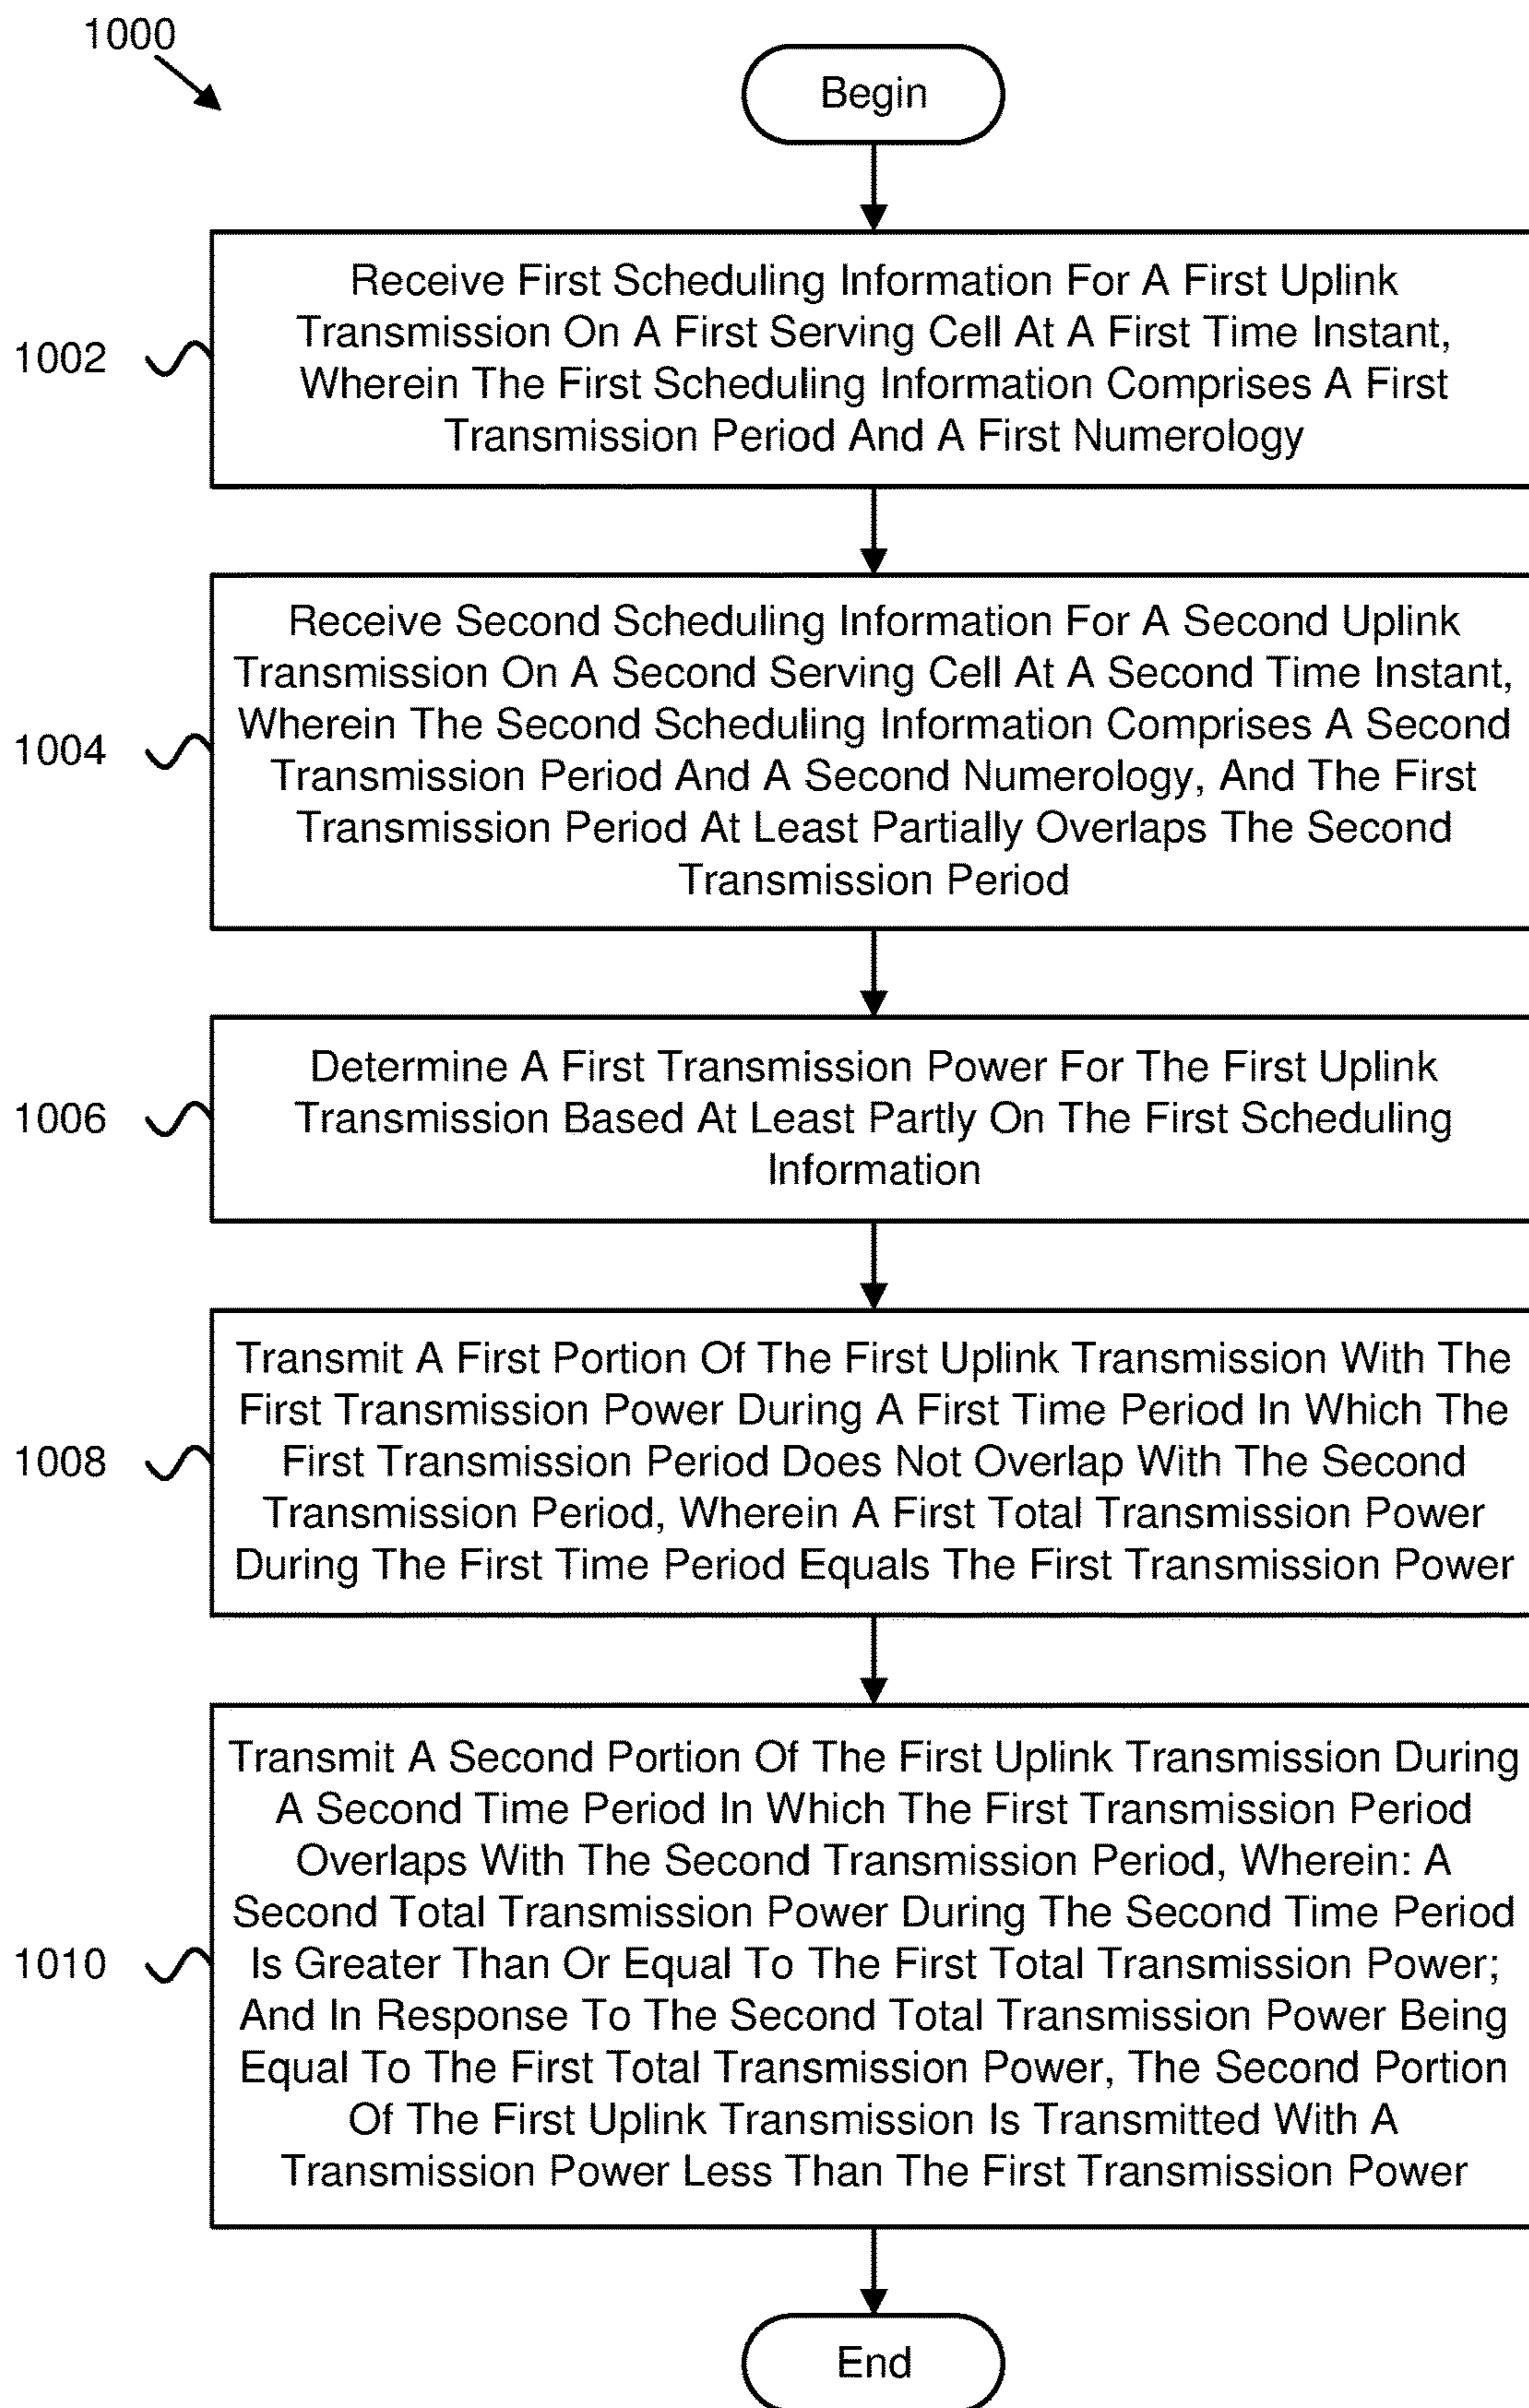 1000
Begin
Receive First Scheduling Information For A First Uplink
Transmission On A First Serving Cell At A First Time Instant,
Wherein The First Scheduling Information Comprises A First
Transmission Period And A First Numerology
1002
Receive Second Scheduling Information For A Second Uplink
Transmission On A Second Serving Cell At A Second Time Instant,
Wherein The Second Scheduling Information Comprises A Second
Transmission Period And A Second Numerology, And The First
Transmission Period At Least Partially Overlaps The Second
Transmission Period
1004
Determine A First Transmission Power For The First Uplink
Transmission Based At Least Partly On The First Scheduling
Information
1006
Transmit A First Portion Of The First Uplink Transmission With The
First Transmission Power During A First Time Period In Which The
First Transmission Period Does Not Overlap With The Second
Transmission Period, Wherein A First Total Transmission Power
During The First Time Period Equals The First Transmission Power
1008
Transmit A Second Portion Of The First Uplink Transmission During
A Second Time Period In Which The First Transmission Period
Overlaps With The Second Transmission Period, Wherein: A
Second Total Transmission Power During The Second Time Period
Is Greater Than Or Equal To The First Total Transmission Power;
And In Response To The Second Total Transmission Power Being
Equal To The First Total Transmission Power, The Second Portion
Of The First Uplink Transmission Is Transmitted With A
Transmission Power Less Than The First Transmission Power
1010
End